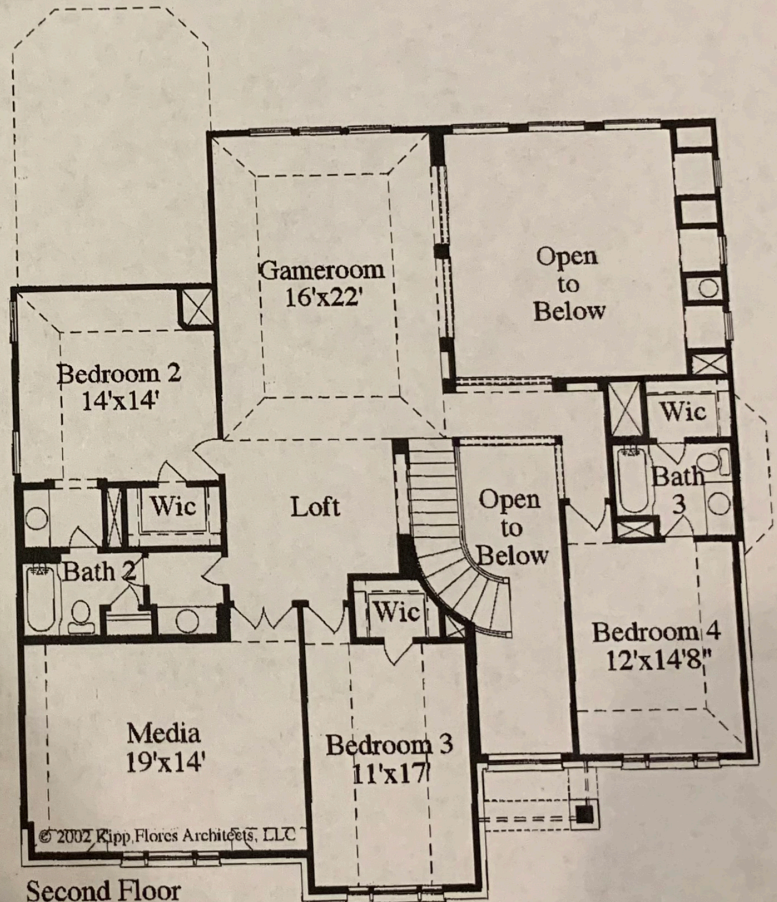 Gameroom
16'x22'
Open
to
Below
Bedroom 2
14'x14'
Wic
Wic
Loft
Open
to
Below
Bath
3
Bath 2
Wic
Bedroom 4
12'x14'8"
Media
19'x14'
Bedroom 3
11'x17'
© 2002 Kipp Flores Architects, LLC
Second Floor